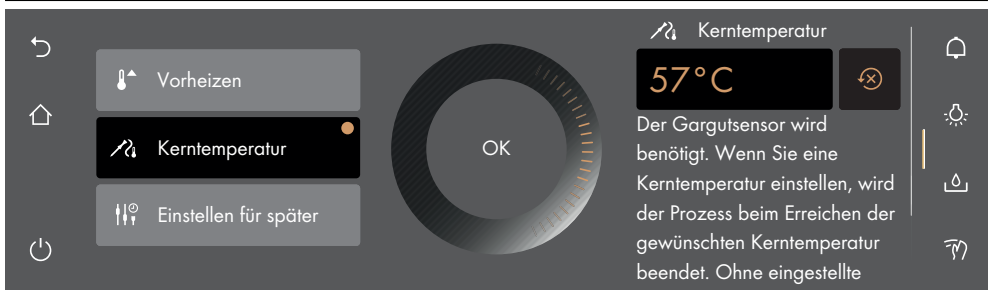 Vorheizen
Kerntemperatur
Einstellen für später
OK
Kerntemperatur
57°C
Der Gargutsensor wird
benötigt. Wenn Sie eine
Kerntemperatur einstellen, wird
der Prozess beim Erreichen der
gewünschten Kerntemperatur
beendet. Ohne eingestellte